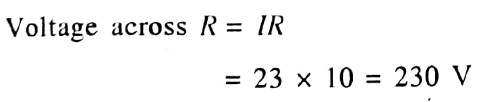 Voltage across R = IR
= 23 × 10 = 230 V